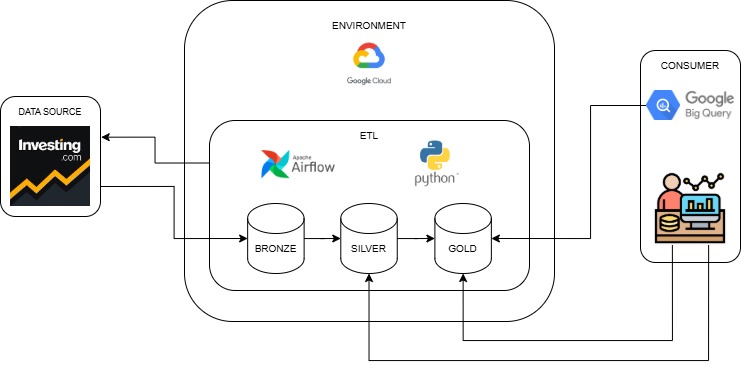 ENVIRONMENT
Google Cloud
CONSUMER
Google
Big Query
DATA SOURCE
Investing
.com
ETL
Apache
Airflow
python
BRONZE
SILVER
GOLD